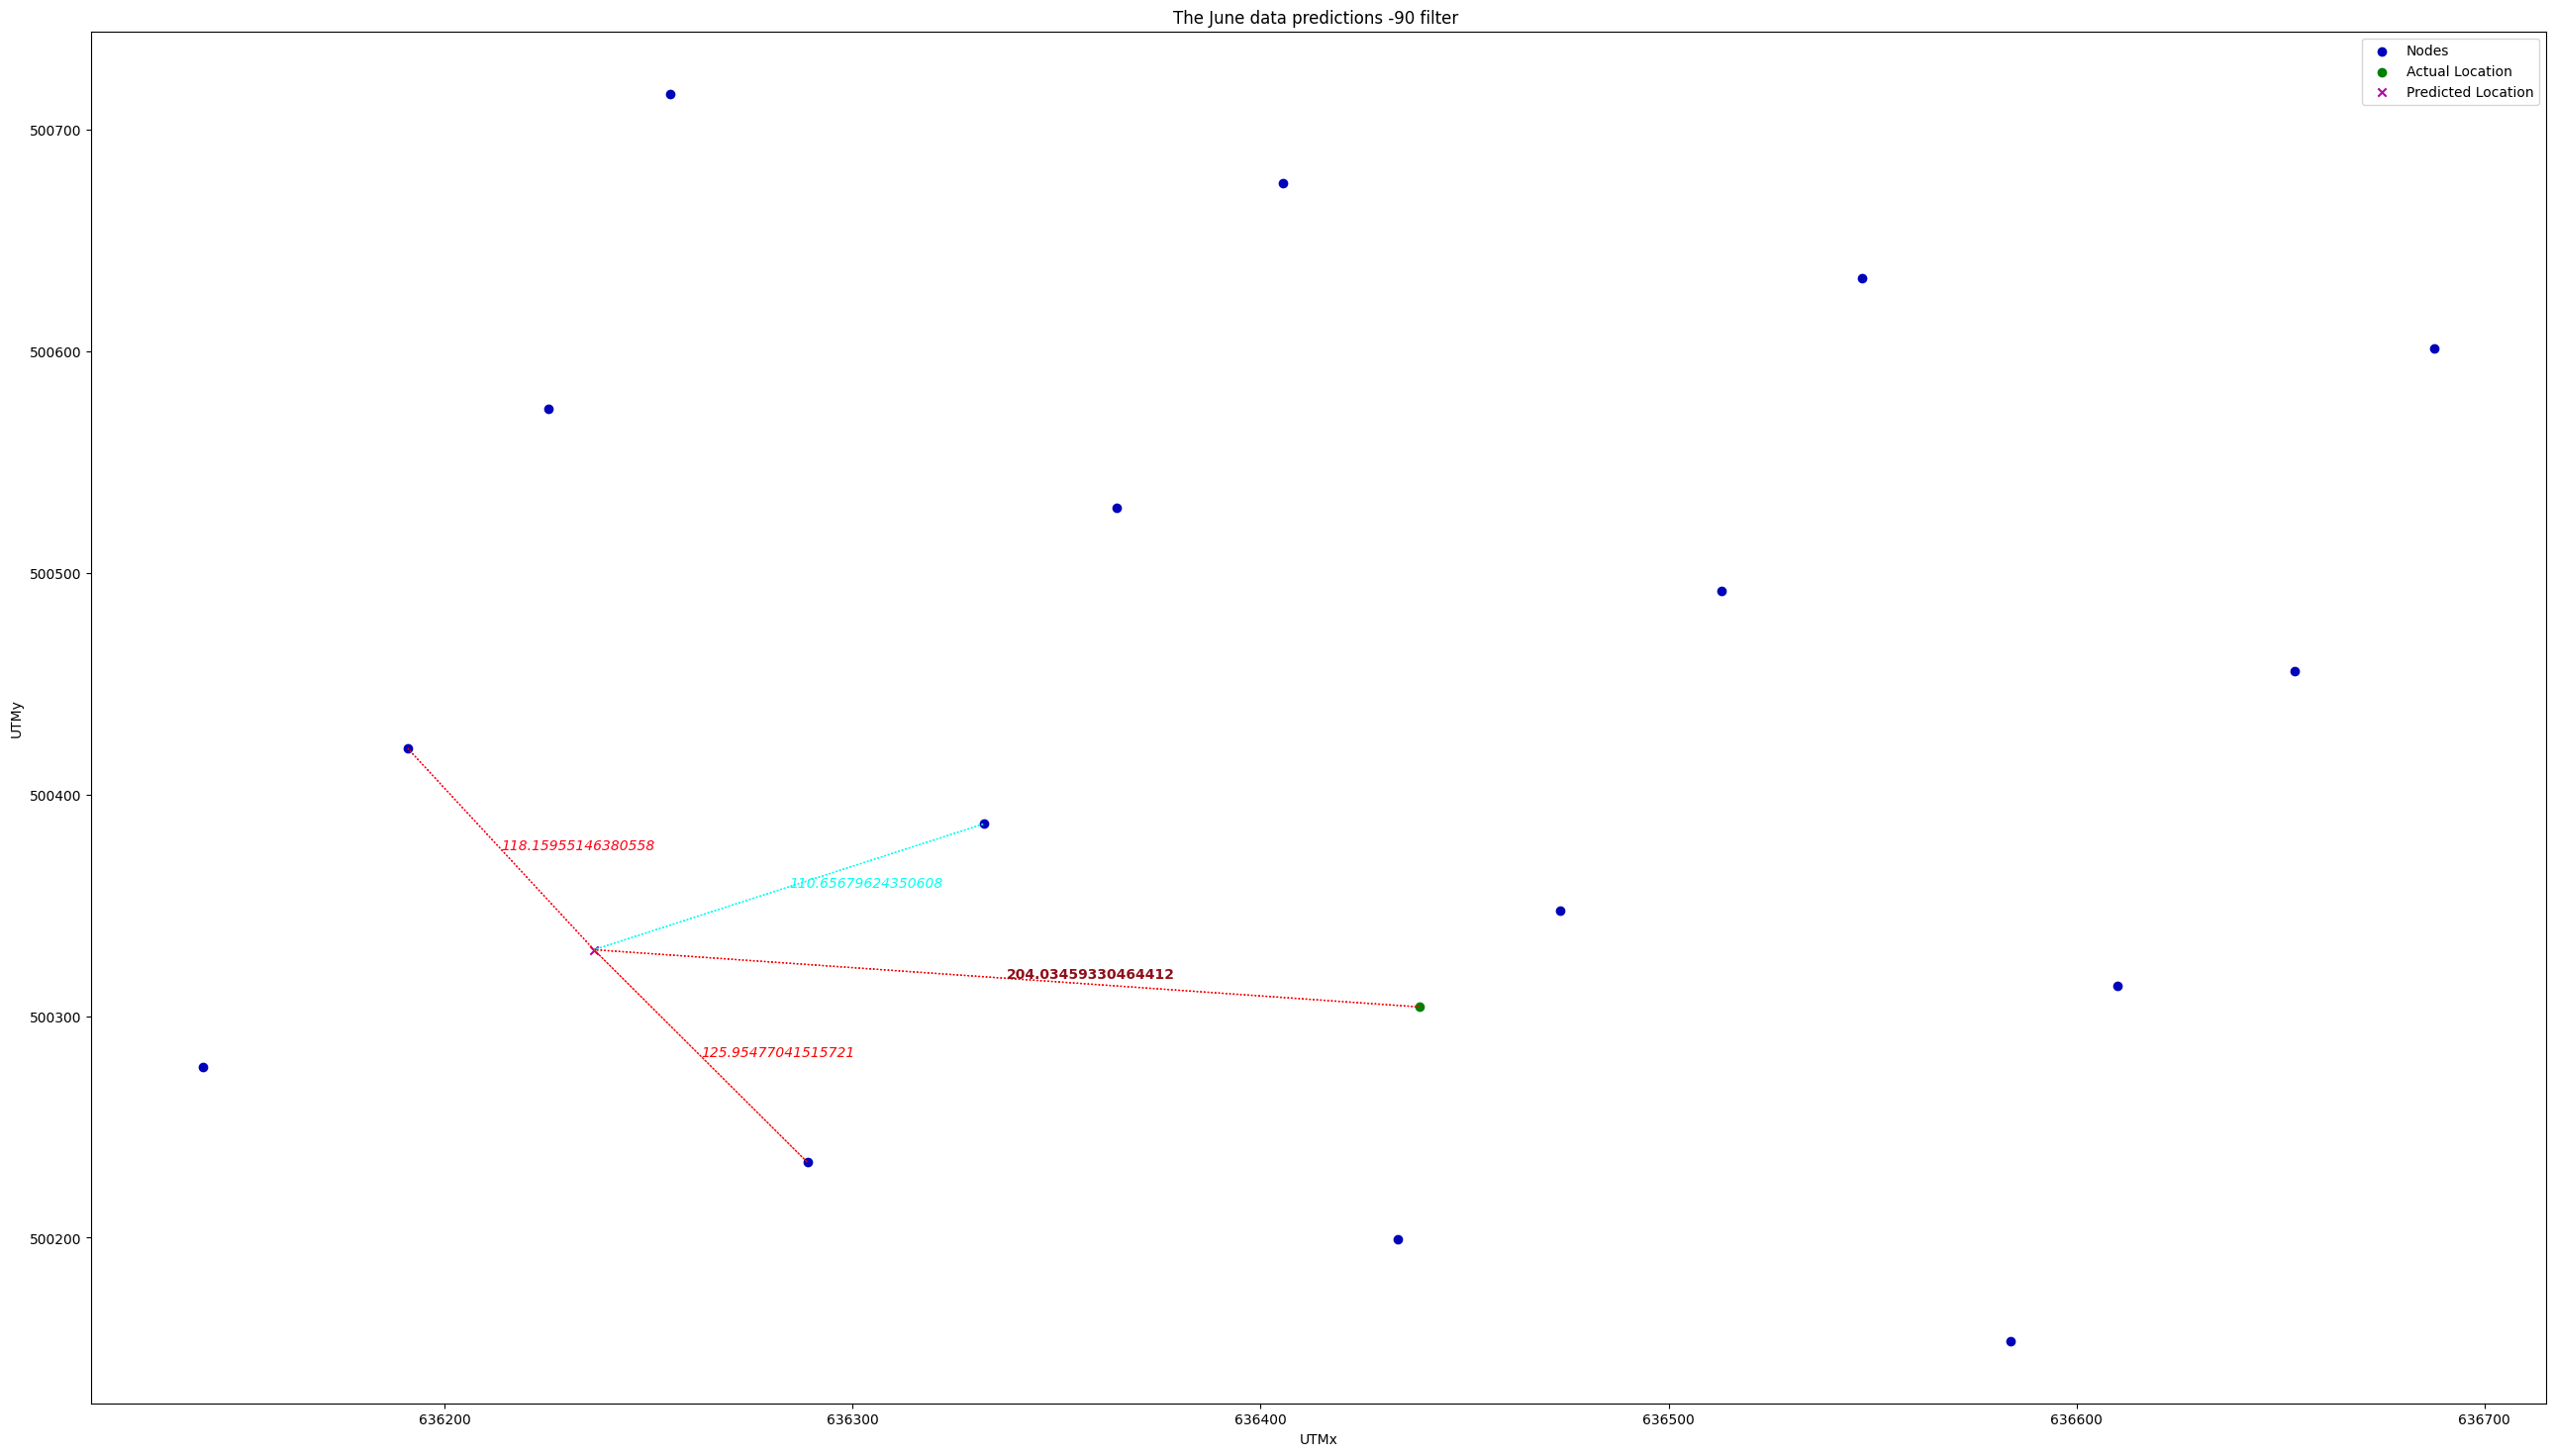 The June data predictions -90 filter
Nodes
Actual Location
Predicted Location
500700
500600
500500
500400
500300
500200
UTMy
118.15955146380558
110.65679624350608
204.03459330464412
125.95477041515721
636200
636300
636400
636500
636600
636700
UTMx